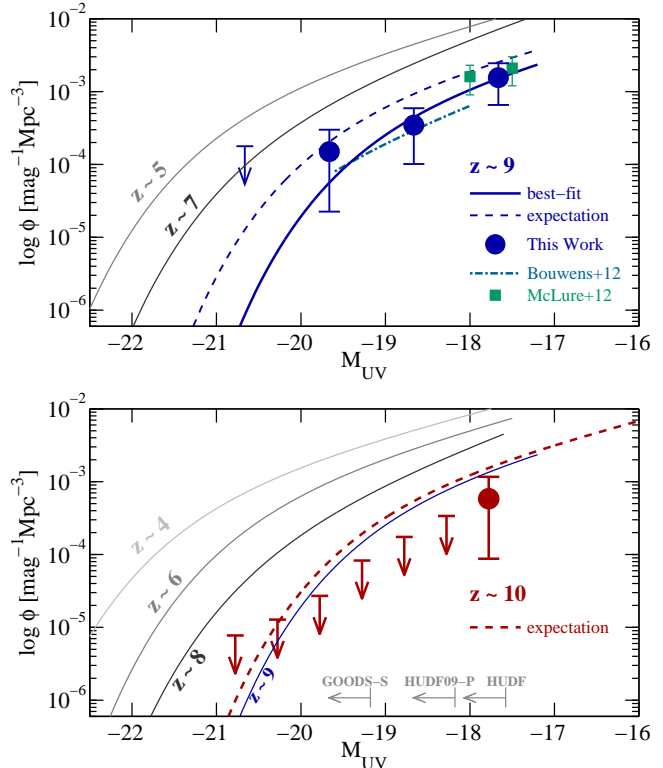 10⁻²
10⁻³
10⁻⁴
10⁻⁵
10⁻⁶
log ϕ [mag⁻¹Mpc⁻³]
z ~ 5
z ~ 7
z ~ 9
best−fit
expectation
This Work
Bouwens+12
McLure+12
−22 −21 −20 −19 −18 −17 −16
M_UV
10⁻²
10⁻³
10⁻⁴
10⁻⁵
10⁻⁶
log ϕ [mag⁻¹Mpc⁻³]
z ~ 4
z ~ 6
z ~ 8
z ~ 9
z ~ 10
expectation
GOODS−S HUDF09−P HUDF
−22 −21 −20 −19 −18 −17 −16
M_UV